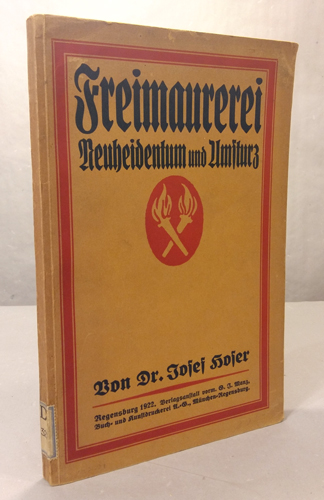 Freimaurerei
Neuheidentum und Umsturz
Von Dr. Josef Hofer
Regensburg 1922. Verlagsanstalt vorm. G. J. Manz,
Buch- und Kunstdruckerei A.-G., München-Regensburg.